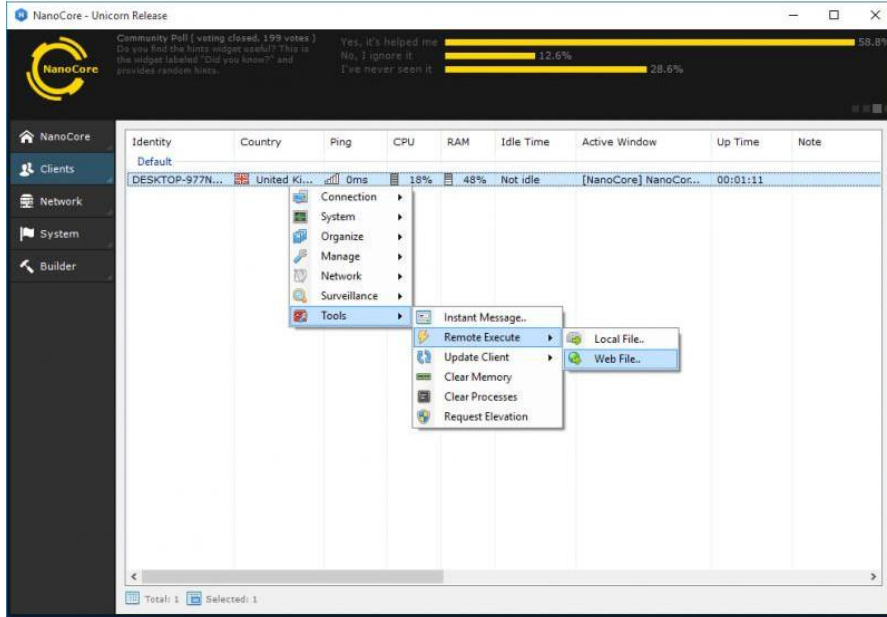 NanoCore - Unicorn Release
Community Poll ( voting closed, 199 votes )
Do you find the hints widget useful? This is
the widget labeled "Did you know?" and
provides random hints.
Yes, it's helped me
58.8%
No, I ignore it
12.6%
I've never seen it
28.6%
NanoCore
NanoCore
Clients
Network
System
Builder
Identity Country Ping CPU RAM Idle Time Active Window Up Time Note
Default
DESKTOP-977N... United Ki... 0ms 18% 48% Not idle [NanoCore] NanoCor... 00:01:11
Connection
System
Organize
Manage
Network
Surveillance
Tools
Instant Message..
Remote Execute
Update Client
Clear Memory
Clear Processes
Request Elevation
Local File..
Web File..
Total: 1 Selected: 1